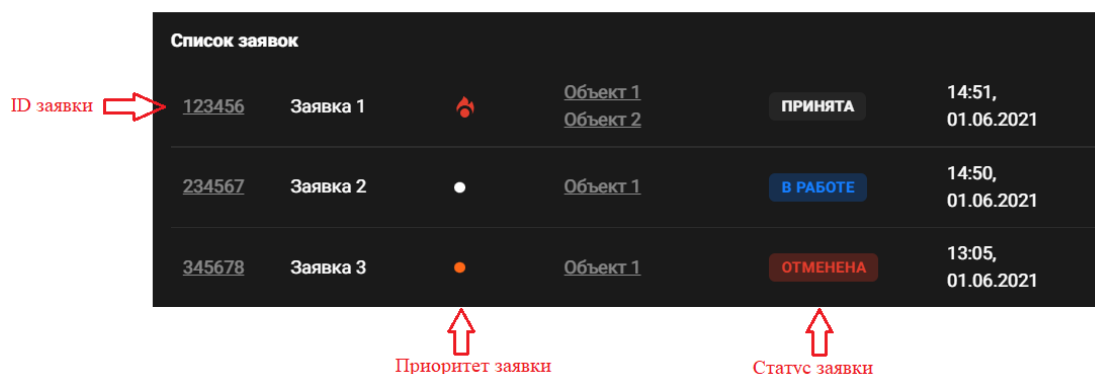 Список заявок
ID заявки
123456 Заявка 1 Объект 1 Объект 2 ПРИНЯТА 14:51, 01.06.2021
234567 Заявка 2 Объект 1 В РАБОТЕ 14:50, 01.06.2021
345678 Заявка 3 Объект 1 ОТМЕНЕНА 13:05, 01.06.2021
Приоритет заявки Статус заявки